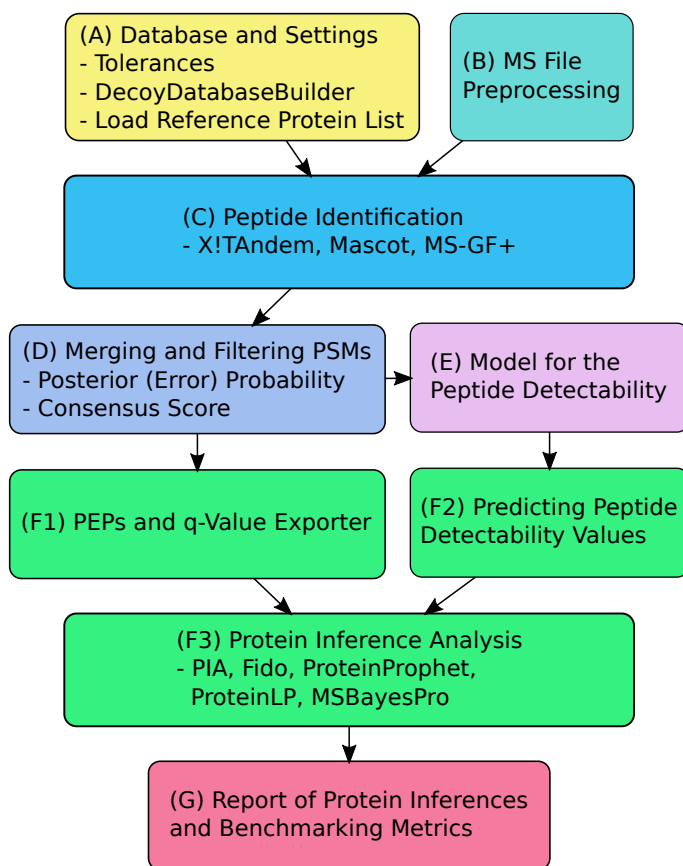 (A) Database and Settings
- Tolerances
- DecoyDatabaseBuilder
- Load Reference Protein List
(B) MS File
Preprocessing
(C) Peptide Identification
- X!TAndem, Mascot, MS-GF+
(D) Merging and Filtering PSMs
- Posterior (Error) Probability
- Consensus Score
(E) Model for the
Peptide Detectability
(F1) PEPs and q-Value Exporter
(F2) Predicting Peptide
Detectability Values
(F3) Protein Inference Analysis
- PIA, Fido, ProteinProphet,
ProteinLP, MSBayesPro
(G) Report of Protein Inferences
and Benchmarking Metrics